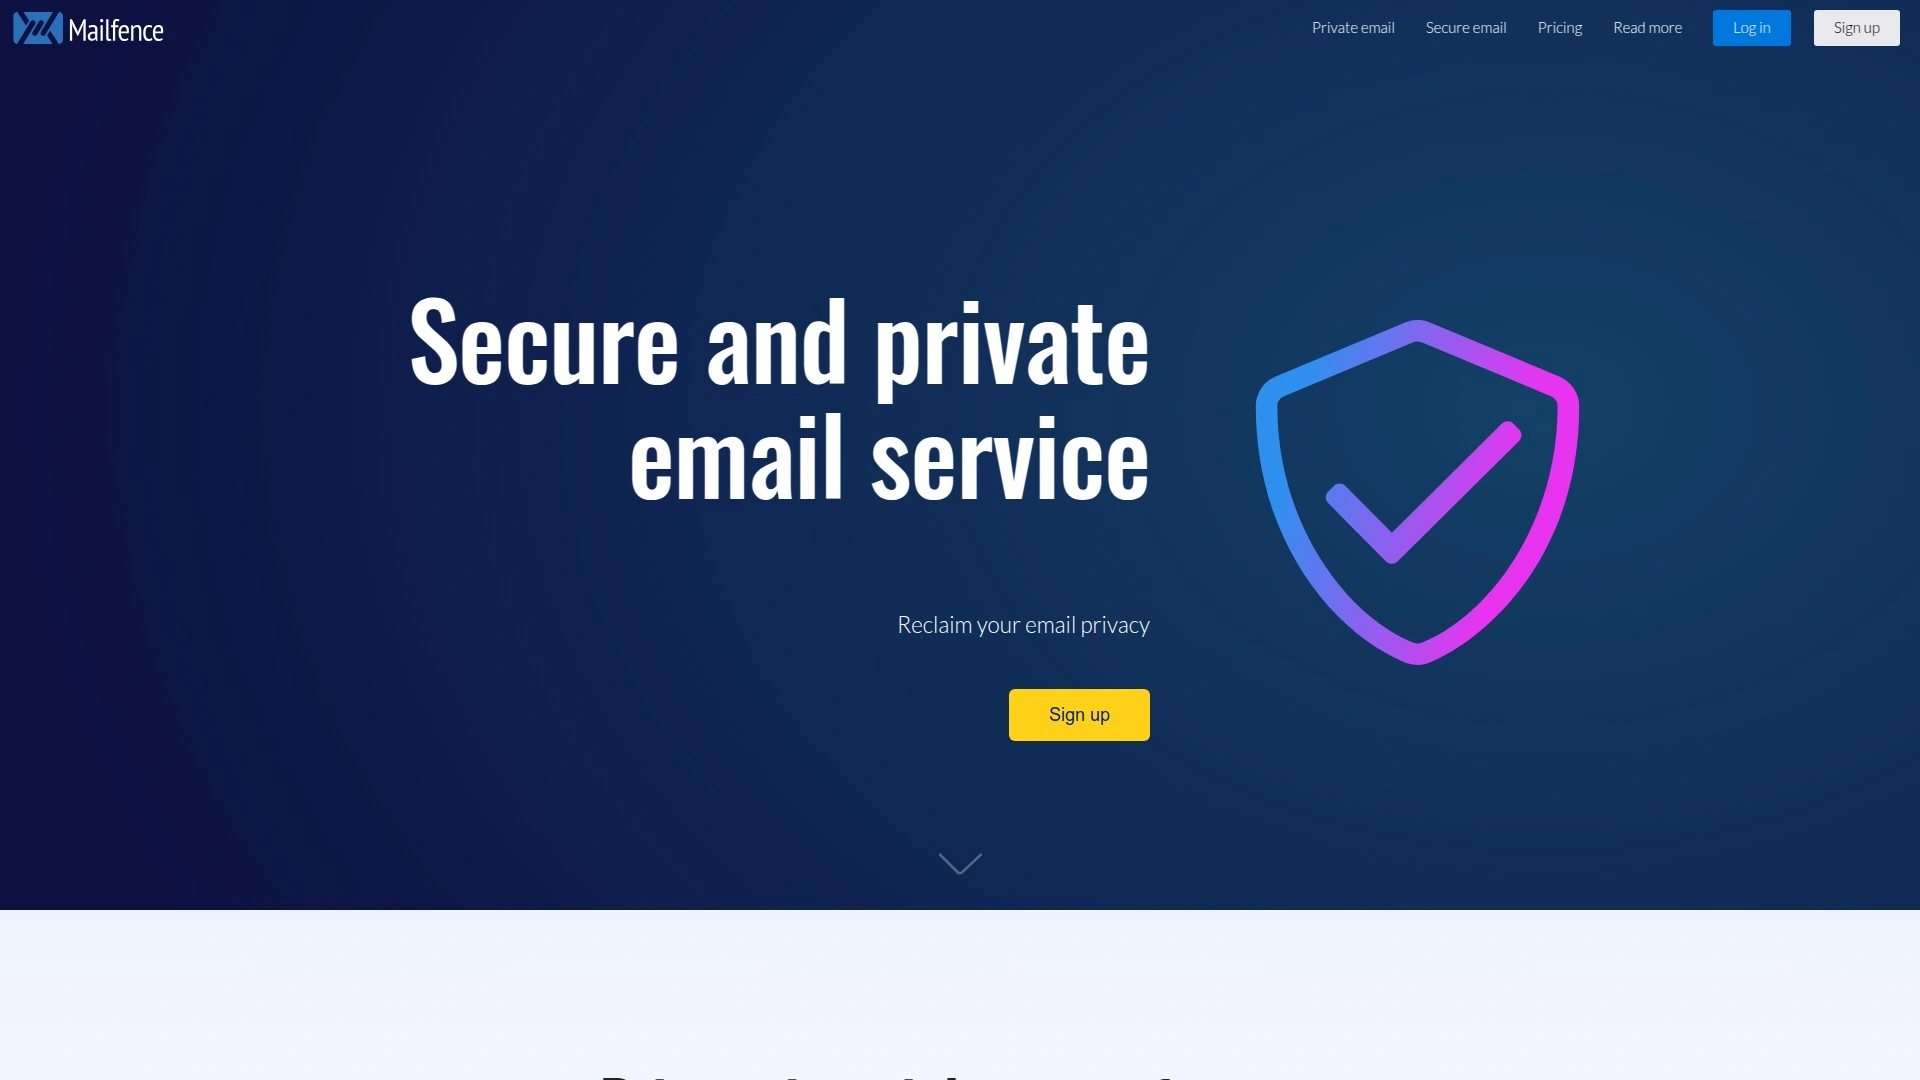 Mailfence
Private email
Secure email
Pricing
Read more
Log in
Sign up
Secure and private
email service
Reclaim your email privacy
Sign up